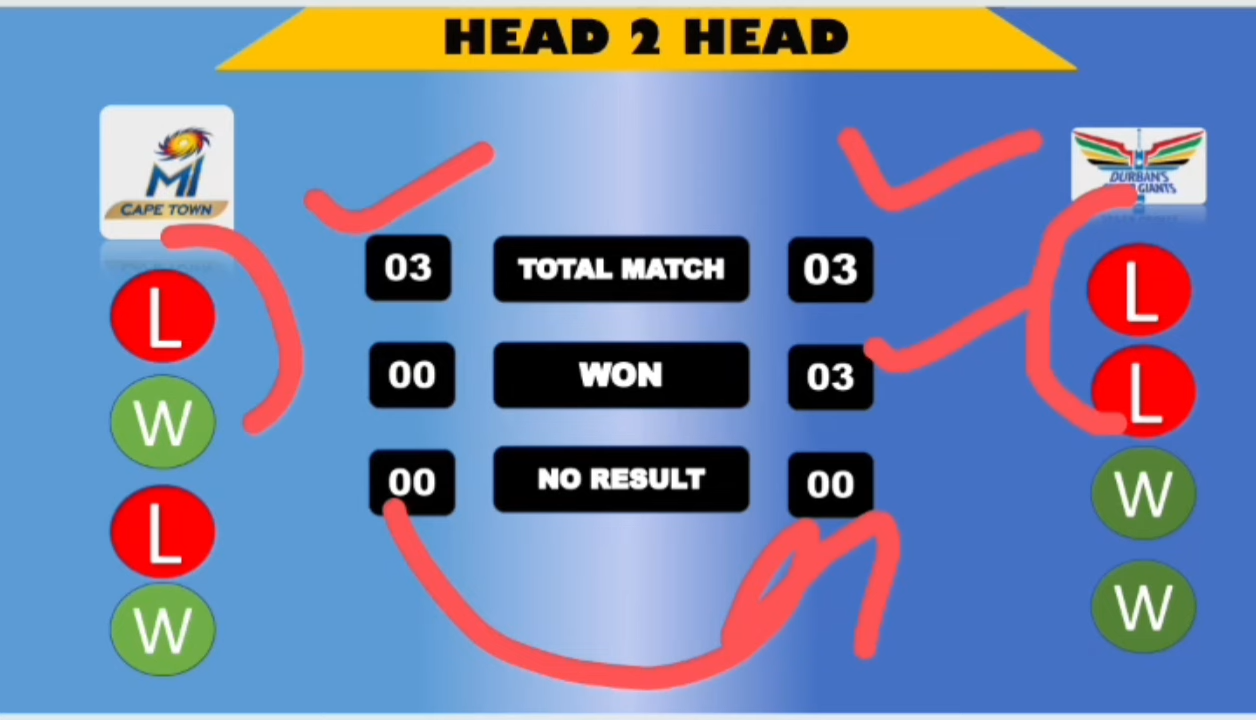 HEAD 2 HEAD
MI
CAPE TOWN
DURBAN'S
GIANTS
03 TOTAL MATCH 03
00 WON 03
00 NO RESULT 00
L
W
L
W
L
L
W
W